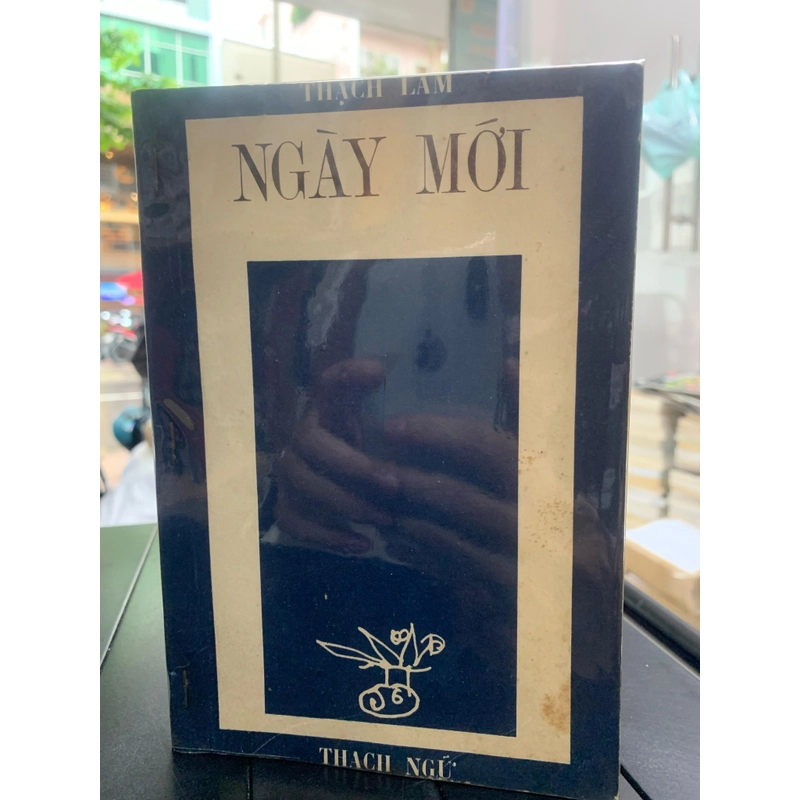 THẠCH LAM
NGÀY MỚI
THẠCH NGỮ